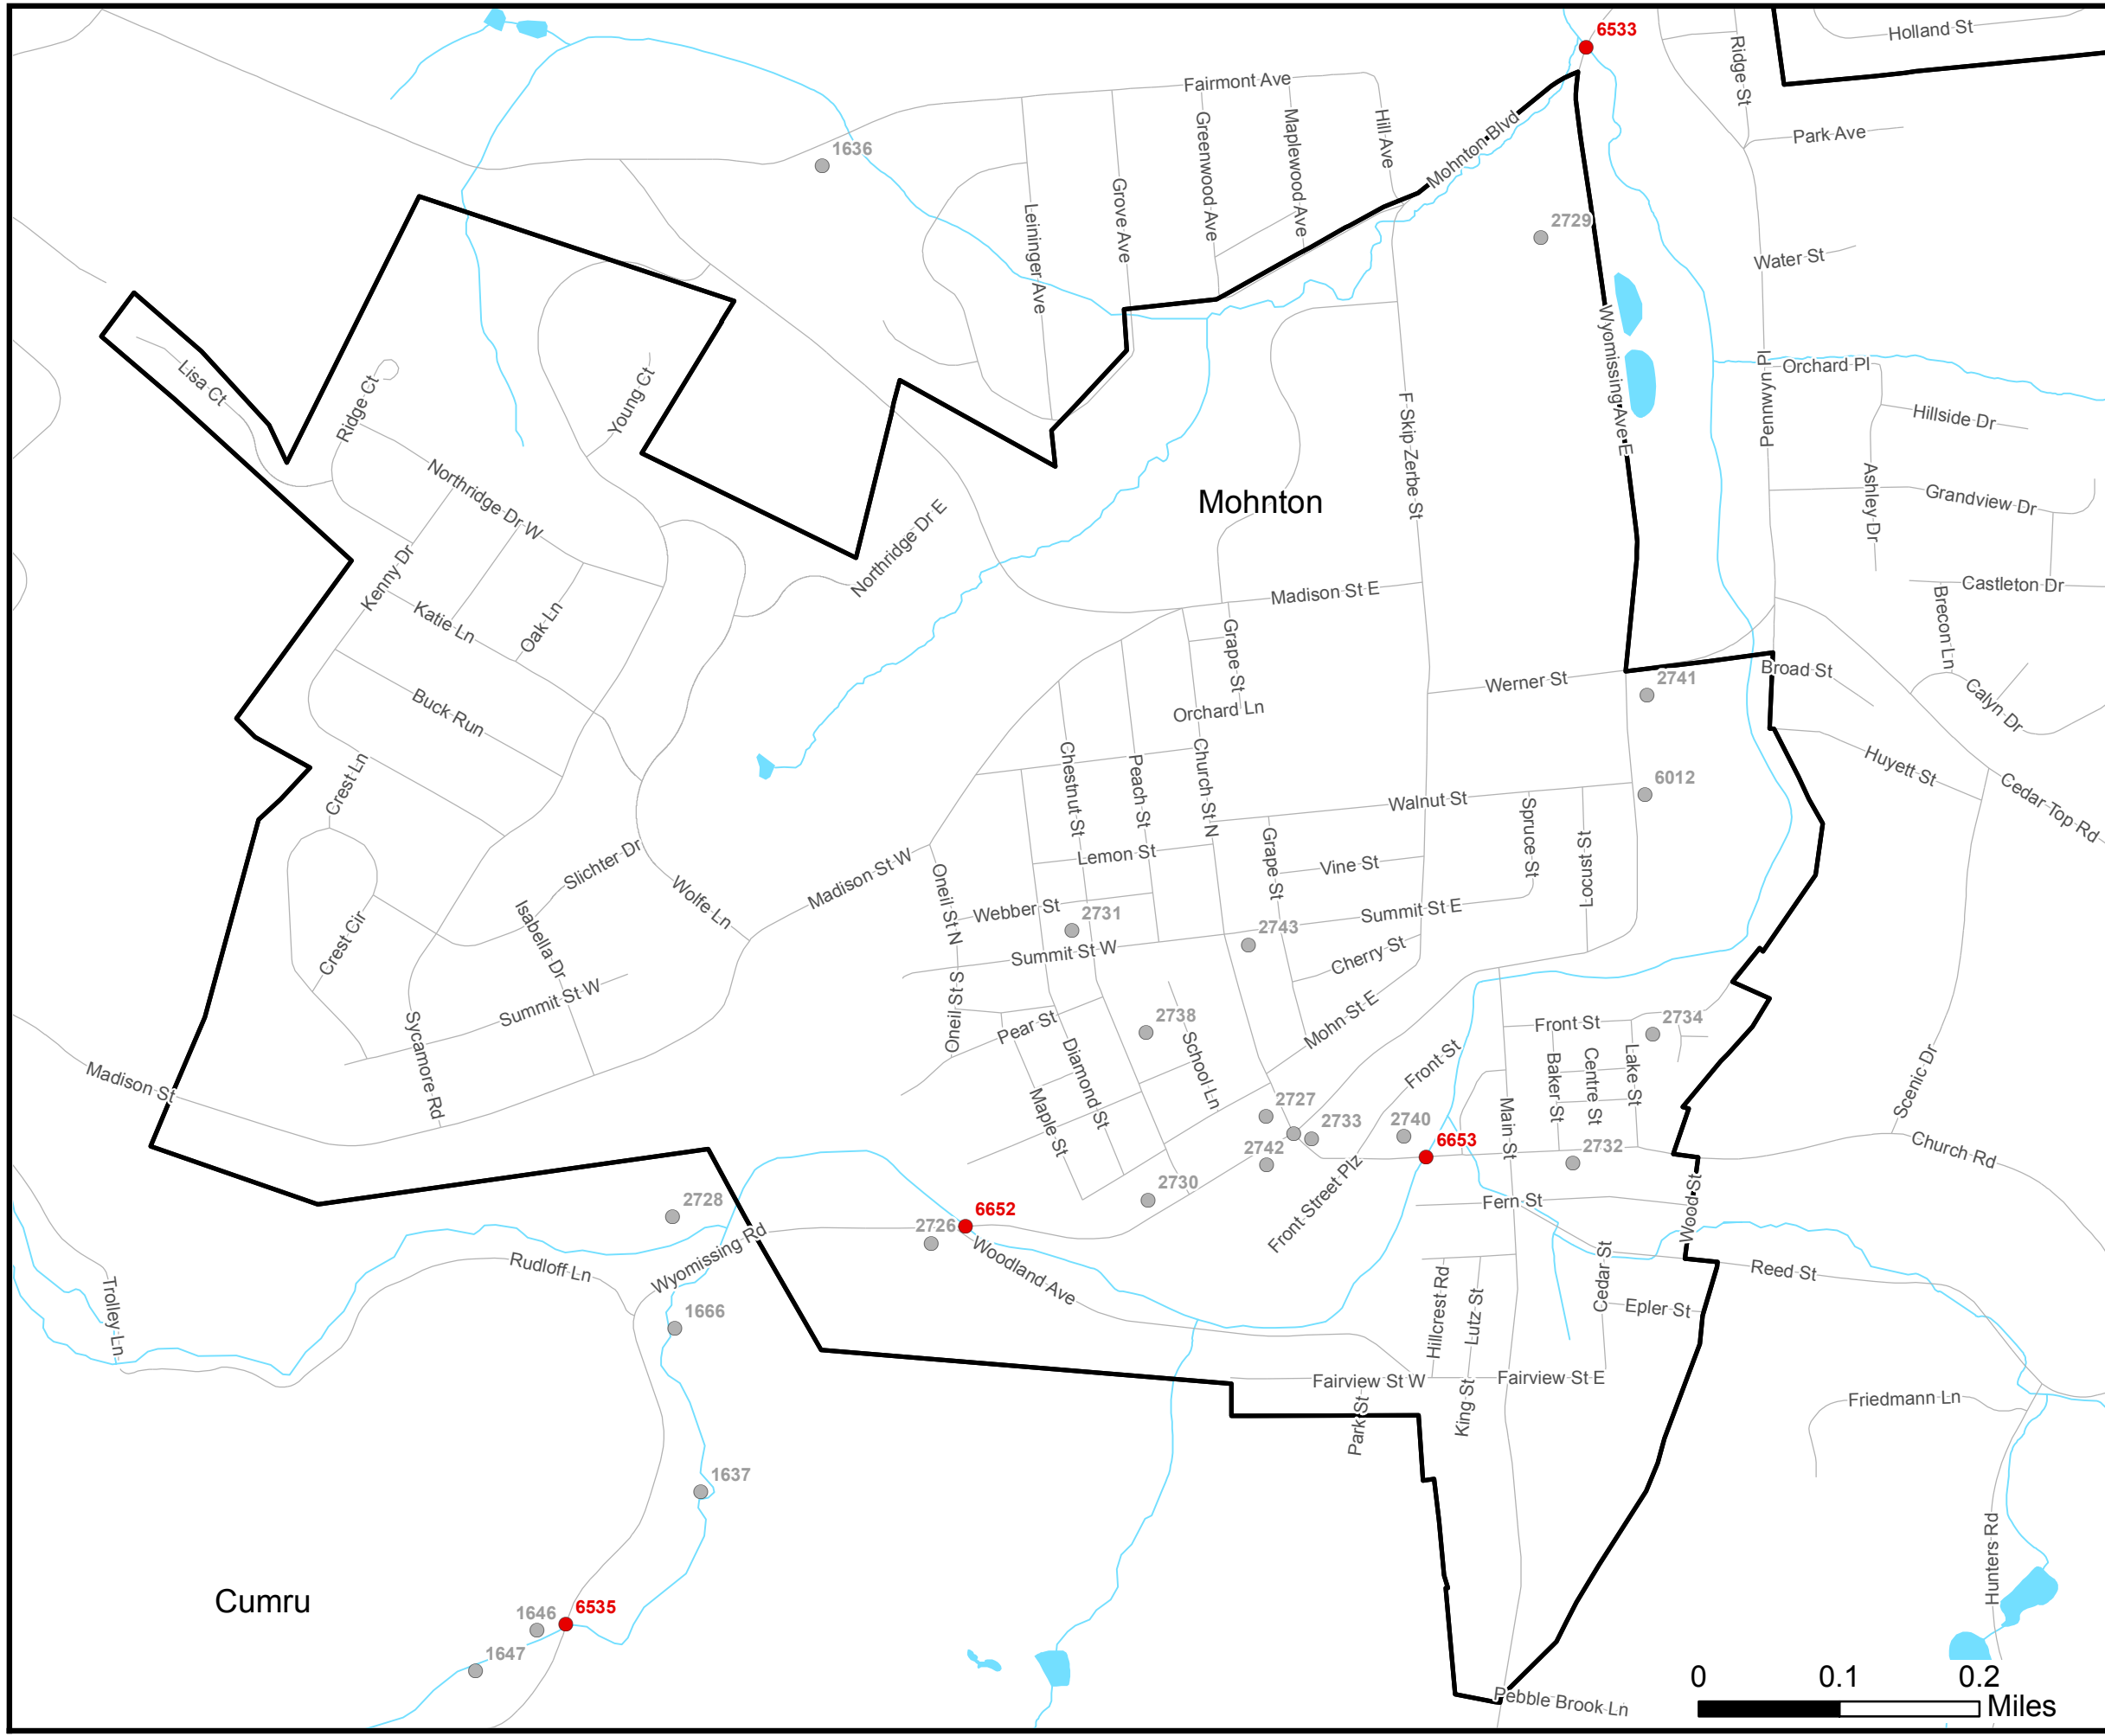 6533
Holland St
Ridge St
Fairmont Ave
Park Ave
Hill Ave
Maplewood Ave
Greenwood Ave
Mohnton Blvd
1636
Grove Ave
Leininger Ave
2729
Water St
Wyomissing Ave E
Pennwyn Pl
Orchard Pl
Lisa Ct
Ridge Ct
Young Ct
Hillside Dr
F Skip Zerbe St
Northridge Dr W
Mohnton
Ashley Dr
Grandview Dr
Northridge Dr E
Kenny Dr
Katie Ln
Oak Ln
Madison St E
Castleton Dr
Brecon Ln
Grape St
Broad St
Werner St
2741
Calyn Dr
Buck Run
Orchard Ln
Crest Ln
Chestnut St
Peach St
Church St N
Huyett St
6012
Cedar Top Rd
Walnut St
Spruce St
Locust St
Grape St
Lemon St
Vine St
Slichter Dr
Madison St W
Wolfe Ln
Oneil St N
Webber St
2731
2743
Summit St E
Isabella Dr
Crest Cir
Summit St W
Cherry St
Summit St W
Oneil St S
Pear St
2738
Mohn St E
Front St
2734
Sycamore Rd
Madison St
Diamond St
School Ln
Front St
Baker St
Centre St
Lake St
Scenic Dr
Maple St
2727
2733
2740
6653
Main St
2732
Church Rd
2742
2730
Front Street Plz
Fern St
Wood St
2728
2726
6652
Woodland Ave
Wyomissing Rd
Rudloff Ln
Trolley Ln
Cedar St
Reed St
Hillcrest Rd
Lutz St
Epler St
1666
Fairview St W
Fairview St E
King St
Park St
Friedmann Ln
1637
Hunters Rd
Cumru
1646
6535
1647
0
0.1
0.2
Miles
Pebble Brook Ln